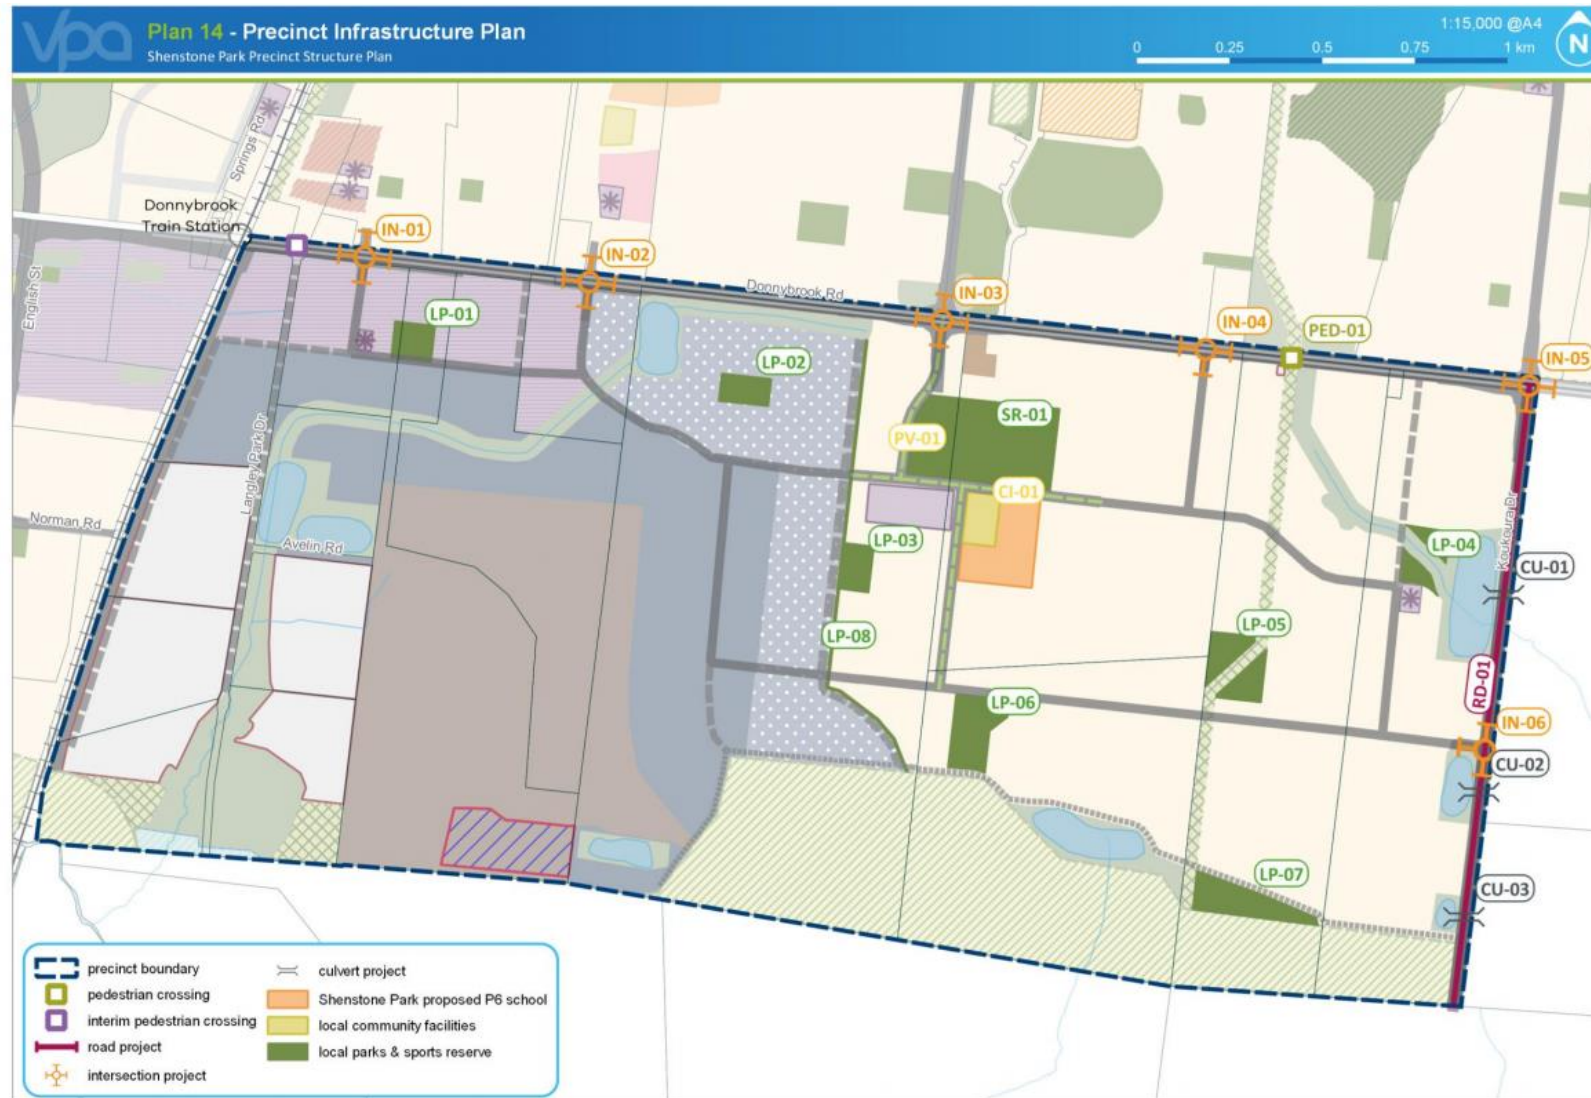 vpa
Plan 14 - Precinct Infrastructure Plan
Shenstone Park Precinct Structure Plan
1:15,000 @A4
0 0.25 0.5 0.75 1 km
N
Springs Rd
Donnybrook
Train Station
English St
IN-01
IN-02
Donnybrook Rd
IN-03
IN-04
PED-01
IN-05
LP-01
LP-02
SR-01
PV-01
CI-01
Langley Park Dr
Norman Rd
Avelin Rd
LP-03
LP-04
Koukoura Dr
CU-01
LP-05
LP-08
RD-01
LP-06
IN-06
CU-02
LP-07
CU-03
precinct boundary
pedestrian crossing
interim pedestrian crossing
road project
intersection project
culvert project
Shenstone Park proposed P6 school
local community facilities
local parks & sports reserve